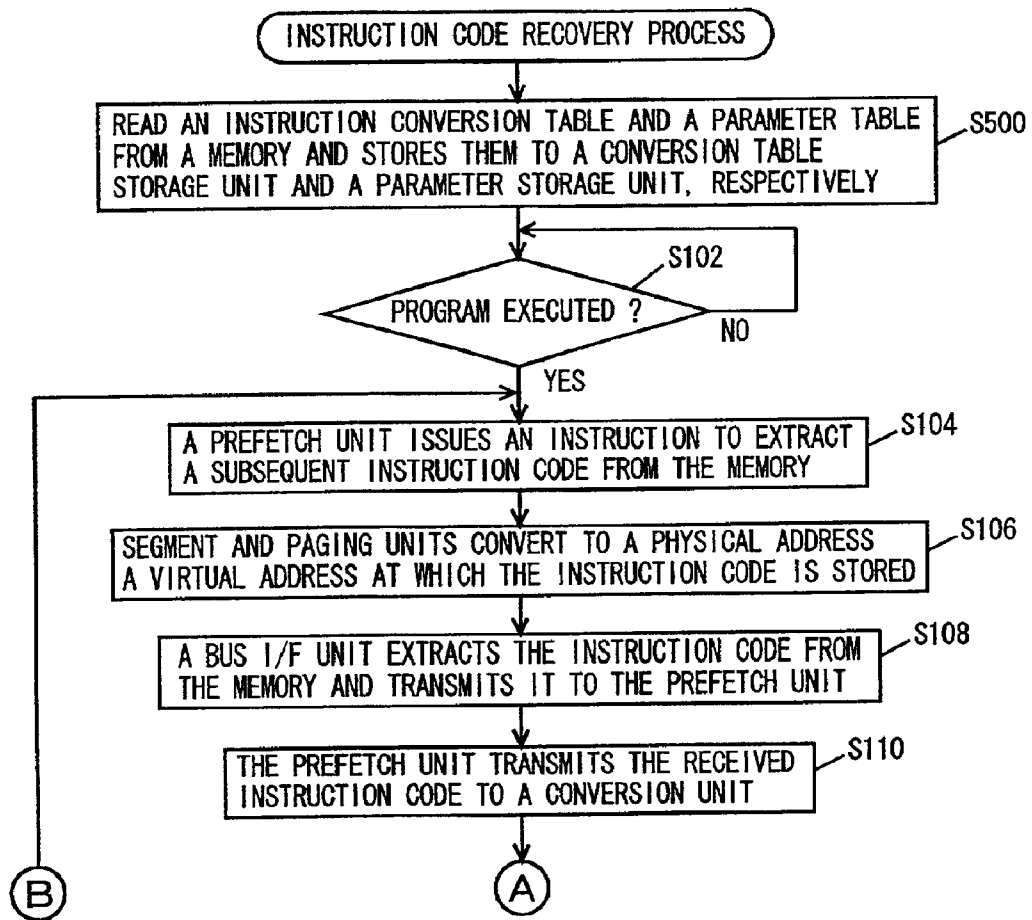 INSTRUCTION CODE RECOVERY PROCESS
READ AN INSTRUCTION CONVERSION TABLE AND A PARAMETER TABLE
FROM A MEMORY AND STORES THEM TO A CONVERSION TABLE
STORAGE UNIT AND A PARAMETER STORAGE UNIT, RESPECTIVELY
S500
S102
PROGRAM EXECUTED ?
NO
YES
A PREFETCH UNIT ISSUES AN INSTRUCTION TO EXTRACT
A SUBSEQUENT INSTRUCTION CODE FROM THE MEMORY
S104
SEGMENT AND PAGING UNITS CONVERT TO A PHYSICAL ADDRESS
A VIRTUAL ADDRESS AT WHICH THE INSTRUCTION CODE IS STORED
S106
A BUS I/F UNIT EXTRACTS THE INSTRUCTION CODE FROM
THE MEMORY AND TRANSMITS IT TO THE PREFETCH UNIT
S108
THE PREFETCH UNIT TRANSMITS THE RECEIVED
INSTRUCTION CODE TO A CONVERSION UNIT
S110
B
A